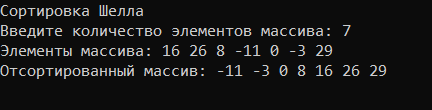 Сортировка Шелла
Введите количество элементов массива: 7
Элементы массива: 16 26 8 -11 0 -3 29
Отсортированный массив: -11 -3 0 8 16 26 29